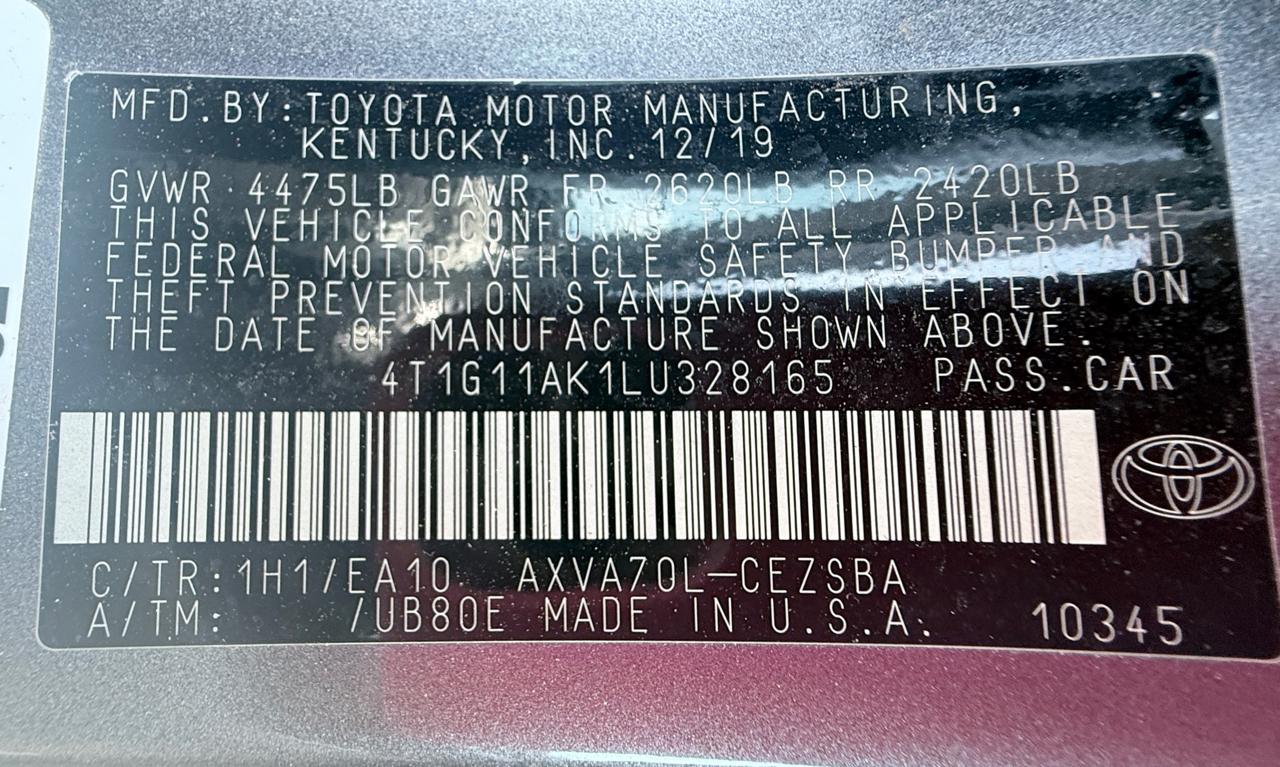 MFD.BY:TOYOTA MOTOR MANUFACTURING,
KENTUCKY,INC.12/19
GVWR 4475LB GAWR FR 2620LB RR 2420LB
THIS VEHICLE CONFORMS TO ALL APPLICABLE
FEDERAL MOTOR VEHICLE SAFETY BUMPER AND
THEFT PREVENTION STANDARDS IN EFFECT ON
THE DATE OF MANUFACTURE SHOWN ABOVE.
4T1G11AK1LU328165 PASS.CAR
C/TR:1H1/EA10 AXVA70L-CEZSBA
A/TM: /UB80E MADE IN U.S.A. 10345